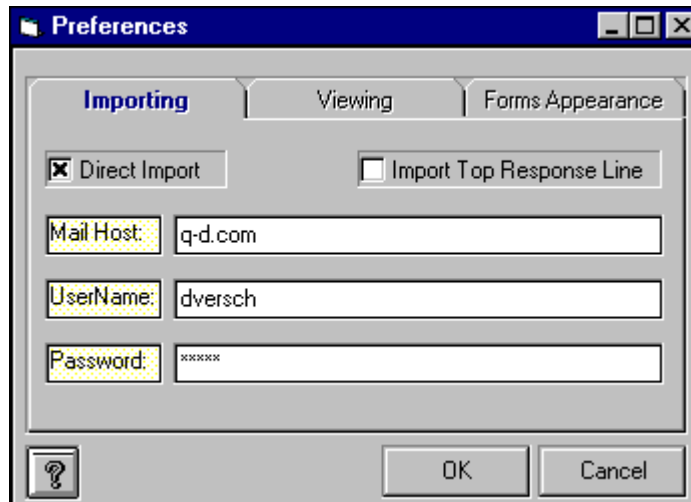 Preferences
Importing Viewing Forms Appearance
Direct Import Import Top Response Line
Mail Host: q-d.com
UserName: dversch
Password: *****
? OK Cancel